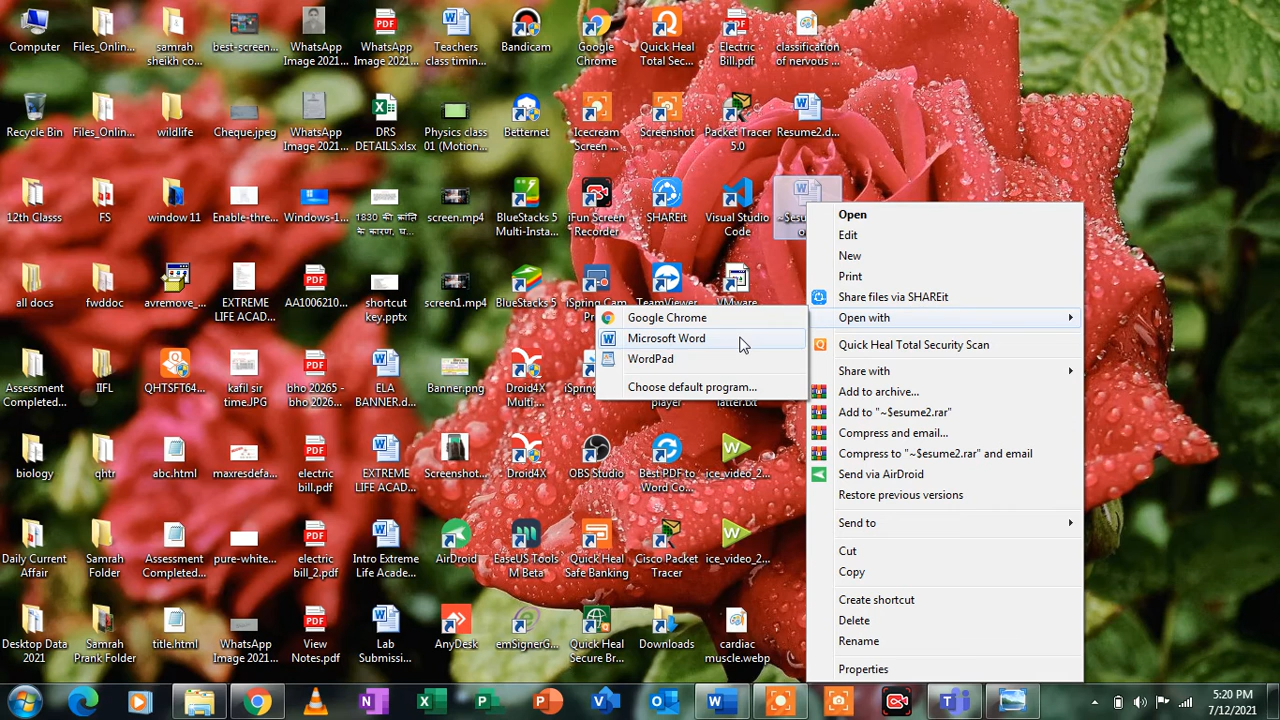 Computer
Files_Onlin...
samrah
sheikh co...
best-screen...
WhatsApp
Image 2021...
WhatsApp
Image 2021...
Teachers
class timin...
Bandicam
Google
Chrome
Quick Heal
Total Sec...
Electric
Bill.pdf
classification
of nervous ...
Recycle Bin
Files_Onlin...
wildlife
Cheque.jpeg
WhatsApp
Image 2021...
DRS
DETAILS.xlsx
Physics class
01 (Motion...
Betternet
Icecream
Screen ...
Screenshot
Packet Tracer
5.0
Resume2.d...
12th Classs
FS
window 11
Enable-thre...
Windows-1...
1830 की क्रांति
के कारण, घ...
screen.mp4
BlueStacks 5
Multi-Insta...
iFun Screen
Recorder
SHAREit
Visual Studio
Code
all docs
fwddoc
avremove_...
EXTREME
LIFE ACAD...
AA1006210...
shortcut
key.pptx
screen1.mp4
BlueStacks 5
iSpring Cam
TeamViewer
VMware
Assessment
Completed...
IIFL
QHTSFT64...
kafil sir
time.JPG
bho 20265 -
bho 2026...
ELA
BANNER.d...
Banner.png
Droid4X
Multi-...
player
latter.txt
biology
qhtr
abc.html
maxresdefa...
electric
bill.pdf
EXTREME
LIFE ACAD...
Screenshot...
Droid4X
OBS Studio
Best PDF to
Word Co...
ice_video_2...
Daily Current
Affair
Samrah
Folder
Assessment
Completed...
pure-white...
electric
bill_2.pdf
Intro Extreme
Life Acade...
AirDroid
EaseUS Tools
M Beta
Quick Heal
Safe Banking
Cisco Packet
Tracer
ice_video_2...
Desktop Data
2021
Samrah
Prank Folder
title.html
WhatsApp
Image 2021...
View
Notes.pdf
Lab
Submissi...
AnyDesk
emSignerG...
Quick Heal
Secure Br...
Downloads
cardiac
muscle.webp
Open
Edit
New
Print
Share files via SHAREit
Open with
Quick Heal Total Security Scan
Share with
Add to archive...
Add to "~$esume2.rar"
Compress and email...
Compress to "~$esume2.rar" and email
Send via AirDroid
Restore previous versions
Send to
Cut
Copy
Create shortcut
Delete
Rename
Properties
Google Chrome
Microsoft Word
WordPad
Choose default program...
5:20 PM
7/12/2021